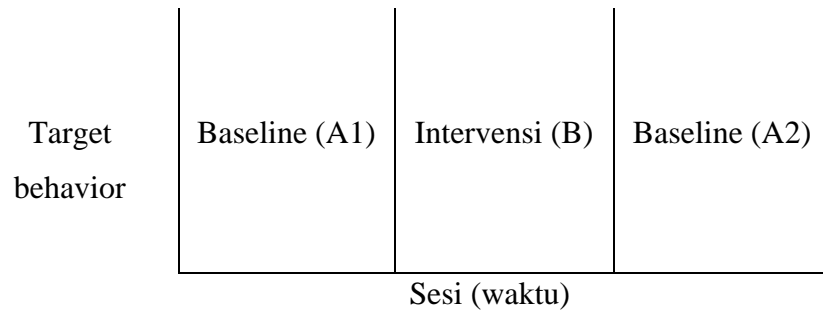 Target
behavior
Baseline (A1)
Intervensi (B)
Baseline (A2)
Sesi (waktu)